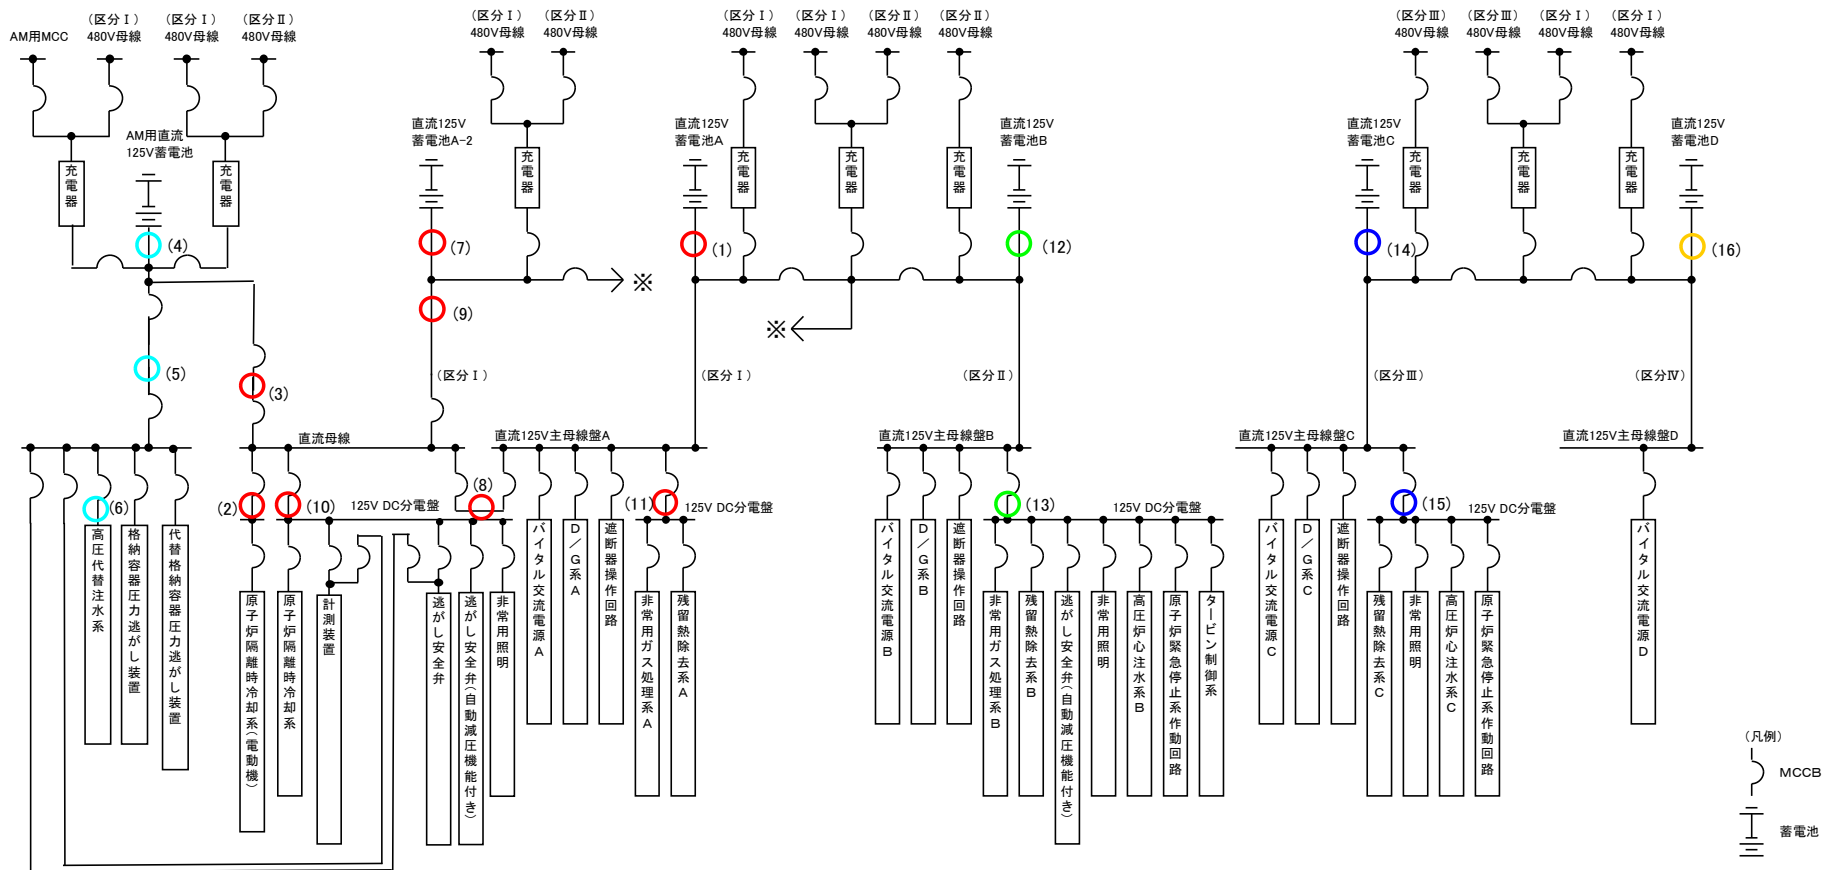 AM用MCC
(区分Ⅰ)
480V母線
(区分Ⅰ)
480V母線
(区分Ⅱ)
480V母線
(区分Ⅰ)
480V母線
(区分Ⅱ)
480V母線
(区分Ⅰ)
480V母線
(区分Ⅰ)
480V母線
(区分Ⅱ)
480V母線
(区分Ⅱ)
480V母線
(区分Ⅲ)
480V母線
(区分Ⅲ)
480V母線
(区分Ⅰ)
480V母線
(区分Ⅰ)
480V母線
AM用直流
125V蓄電池
直流125V
蓄電池A-2
直流125V
蓄電池A
直流125V
蓄電池B
直流125V
蓄電池C
直流125V
蓄電池D
充電器
充電器
充電器
充電器
充電器
充電器
充電器
充電器
充電器
(4)
(7)
(1)
(12)
(14)
(16)
※
(9)
※
(5)
(3)
(区分Ⅰ)
(区分Ⅰ)
(区分Ⅱ)
(区分Ⅲ)
(区分Ⅳ)
直流母線
直流125V主母線盤A
直流125V主母線盤B
直流125V主母線盤C
直流125V主母線盤D
(6)
(2)
(10)
125V DC分電盤
(8)
(11)
125V DC分電盤
(13)
125V DC分電盤
(15)
125V DC分電盤
高圧代替注水系
格納容器圧力逃がし装置
代替格納容器圧力逃がし装置
原子炉隔離時冷却系(電動機)
原子炉隔離時冷却系
計測装置
逃がし安全弁
逃がし安全弁(自動減圧機能付き)
非常用照明
バイタル交流電源A
D/G系A
遮断器操作回路
非常用ガス処理系A
残留熱除去系A
バイタル交流電源B
D/G系B
遮断器操作回路
非常用ガス処理系B
残留熱除去系B
逃がし安全弁(自動減圧機能付き)
非常用照明
高圧炉心注水系B
原子炉緊急停止系作動回路
タービン制御系
バイタル交流電源C
D/G系C
遮断器操作回路
残留熱除去系C
非常用照明
高圧炉心注水系C
原子炉緊急停止系作動回路
バイタル交流電源D
(凡例)
MCCB
蓄電池